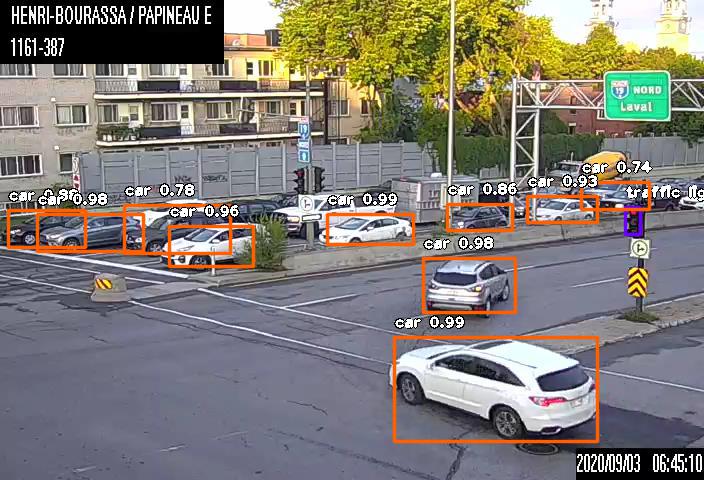 HENRI-BOURASSA / PAPINEAU E
1161-387
19 NORD
Laval
19
car 0.74
car 0.93
car 0.86
car 0.99
car 0.78
car 0.98
car 0.96
car 0.98
car 0.99
2020/09/03 06:45:10